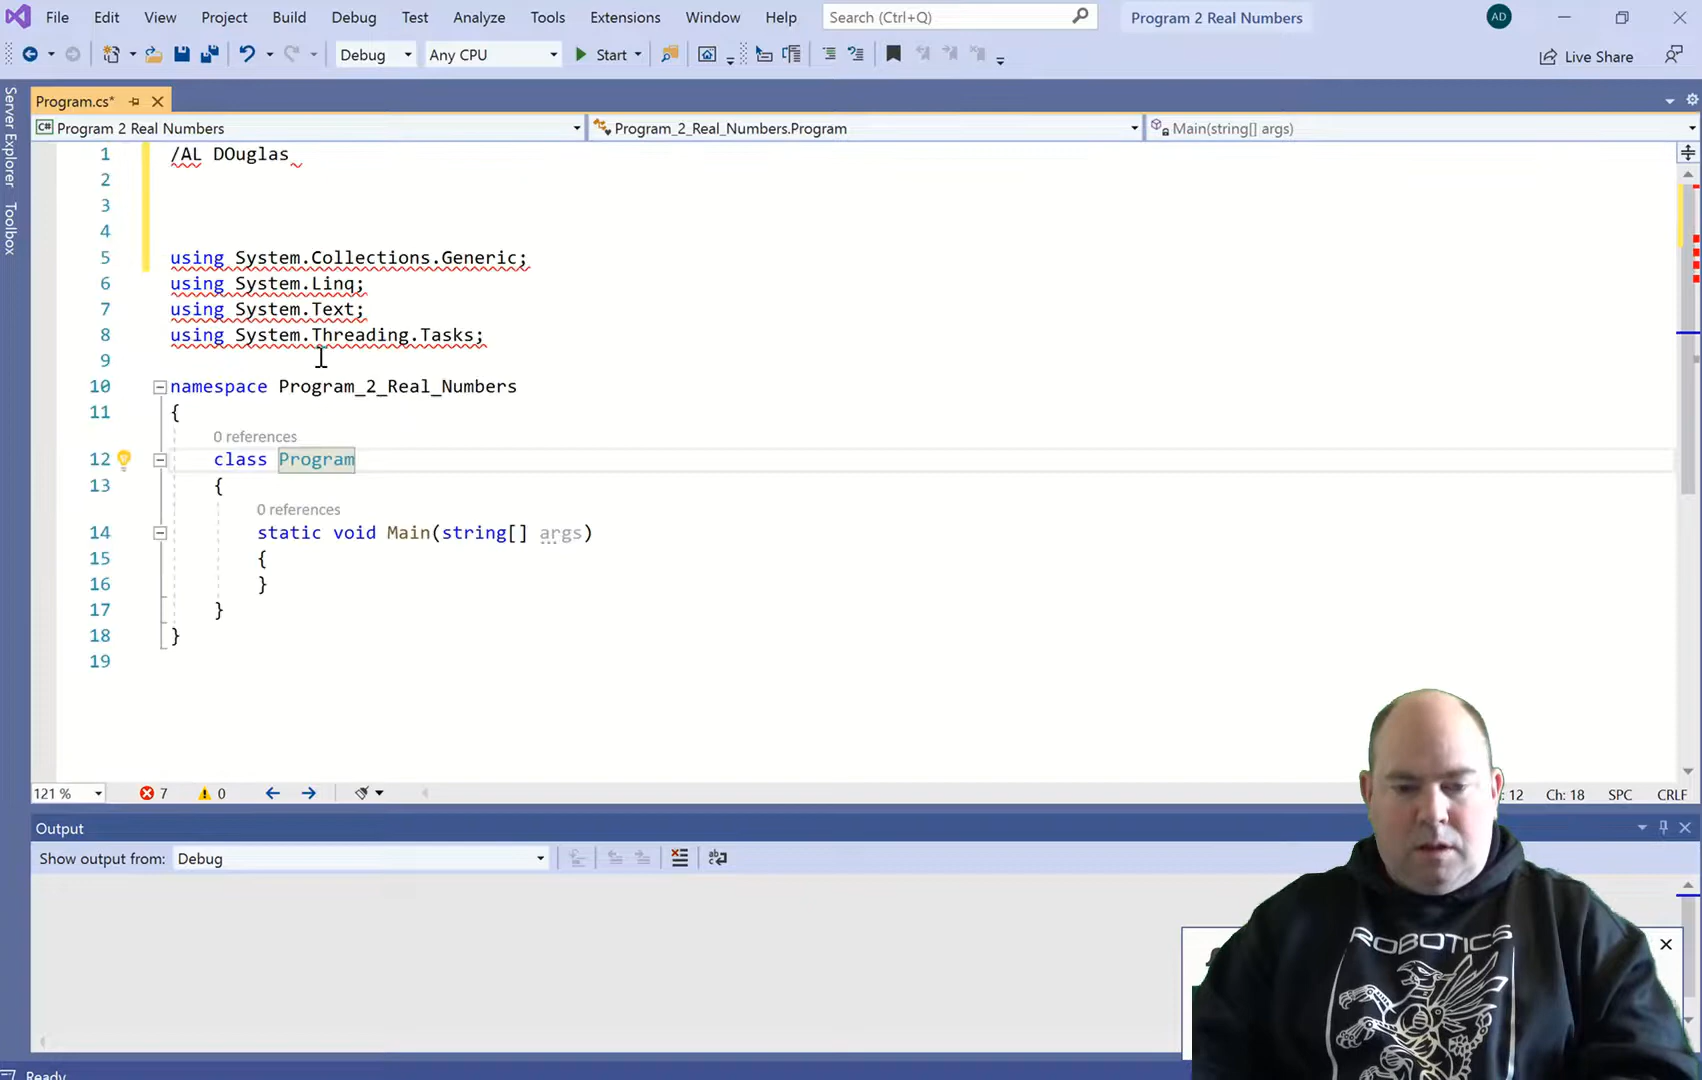 File Edit View Project Build Debug Test Analyze Tools Extensions Window Help Search (Ctrl+Q) Program 2 Real Numbers AD
Debug Any CPU Start Live Share
Program.cs*
C# Program 2 Real Numbers Program_2_Real_Numbers.Program Main(string[] args)
Server Explorer
Toolbox
1 /AL DOuglas
2
3
4
5 using System.Collections.Generic;
6 using System.Linq;
7 using System.Text;
8 using System.Threading.Tasks;
9
10 namespace Program_2_Real_Numbers
11 {
0 references
12 class Program
13 {
0 references
14 static void Main(string[] args)
15 {
16 }
17 }
18 }
19
121 % 7 0 : 12 Ch: 18 SPC CRLF
Output
Show output from: Debug
ROBOTICS
Ready